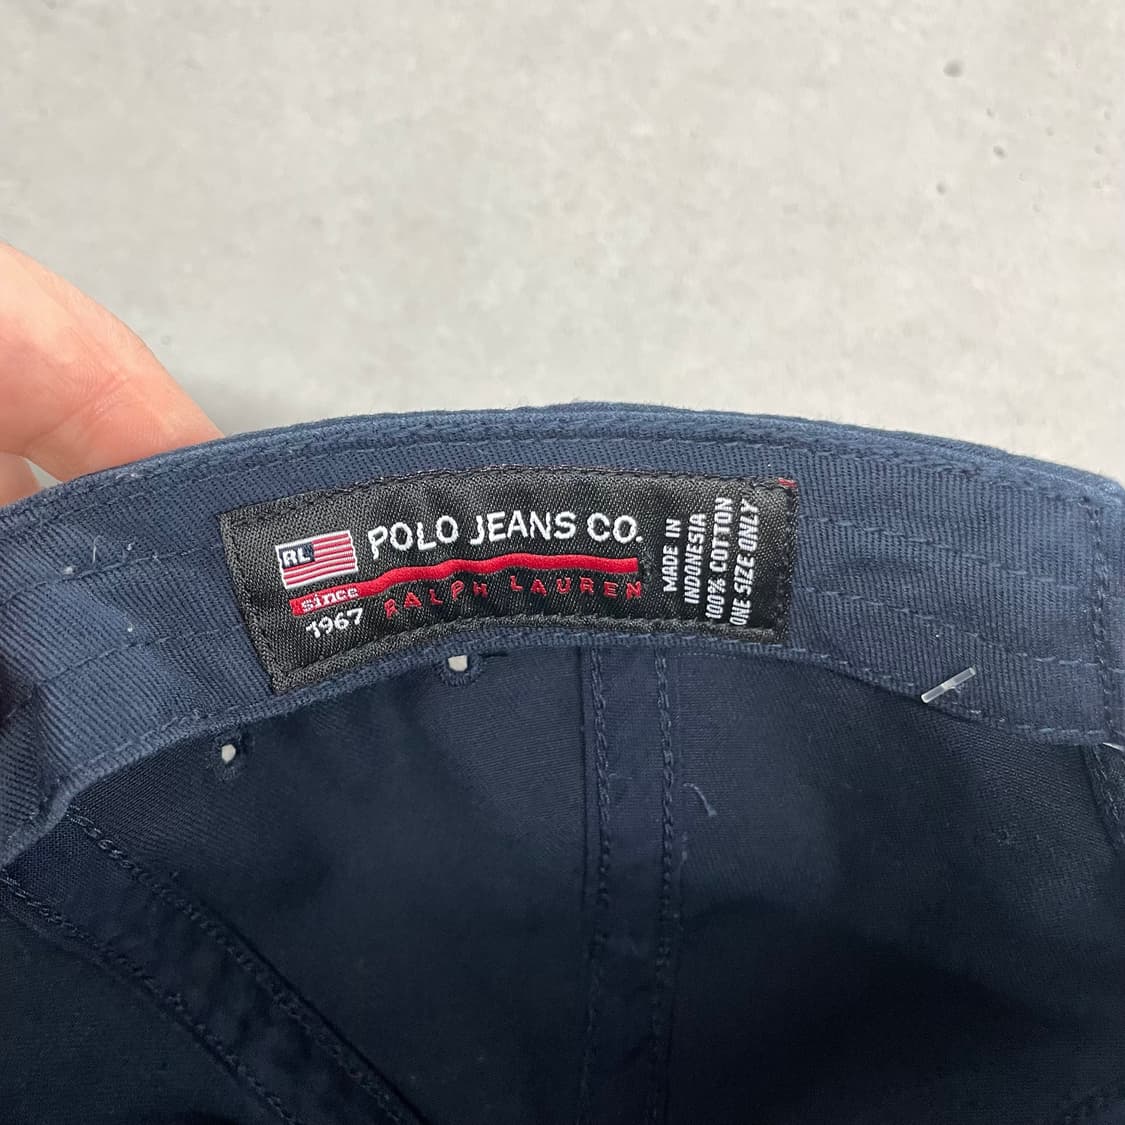 RL
POLO JEANS CO.
since
1967
RALPH LAUREN
MADE IN
INDONESIA
100% COTTON
ONE SIZE ONLY